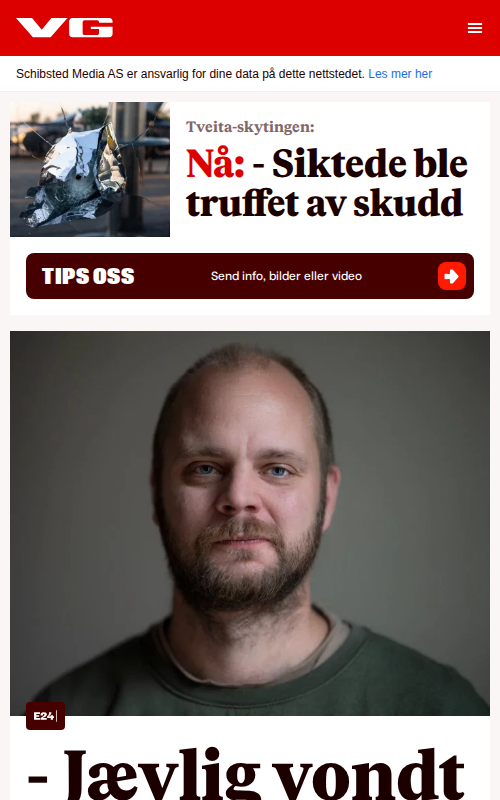 VG
Schibsted Media AS er ansvarlig for dine data på dette nettstedet. Les mer her
Tveita-skytingen:
Nå: - Siktede ble
truffet av skudd
TIPS OSS
Send info, bilder eller video
E24
- Jævlig vondt